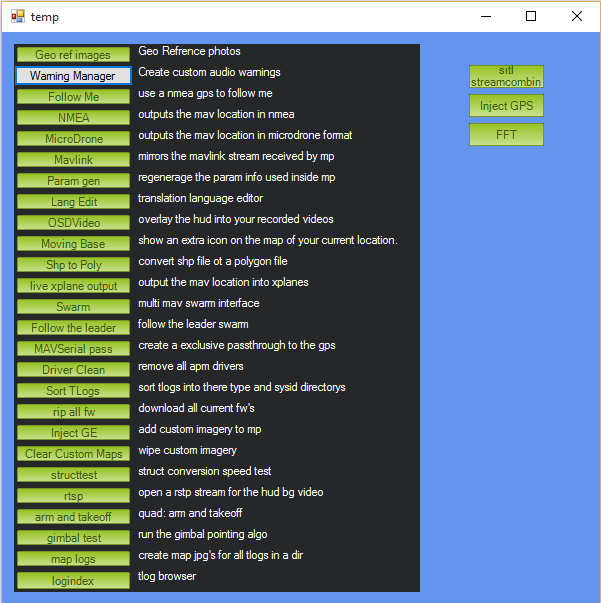 temp
Geo ref images Geo Refrence photos
Warning Manager Create custom audio warnings
Follow Me use a nmea gps to follow me
NMEA outputs the mav location in nmea
MicroDrone outputs the mav location in microdrone format
Mavlink mirrors the mavlink stream received by mp
Param gen regenerage the param info used inside mp
Lang Edit translation language editor
OSDVideo overlay the hud into your recorded videos
Moving Base show an extra icon on the map of your current location.
Shp to Poly convert shp file ot a polygon file
live xplane output output the mav location into xplanes
Swarm multi mav swarm interface
Follow the leader follow the leader swarm
MAVSerial pass create a exclusive passthrough to the gps
Driver Clean remove all apm drivers
Sort TLogs sort tlogs into there type and sysid directorys
rip all fw download all current fw's
Inject GE add custom imagery to mp
Clear Custom Maps wipe custom imagery
structtest struct conversion speed test
rtsp open a rstp stream for the hud bg video
arm and takeoff quad: arm and takeoff
gimbal test run the gimbal pointing algo
map logs create map jpg's for all tlogs in a dir
logindex tlog browser
sitl
streamcombin
Inject GPS
FFT